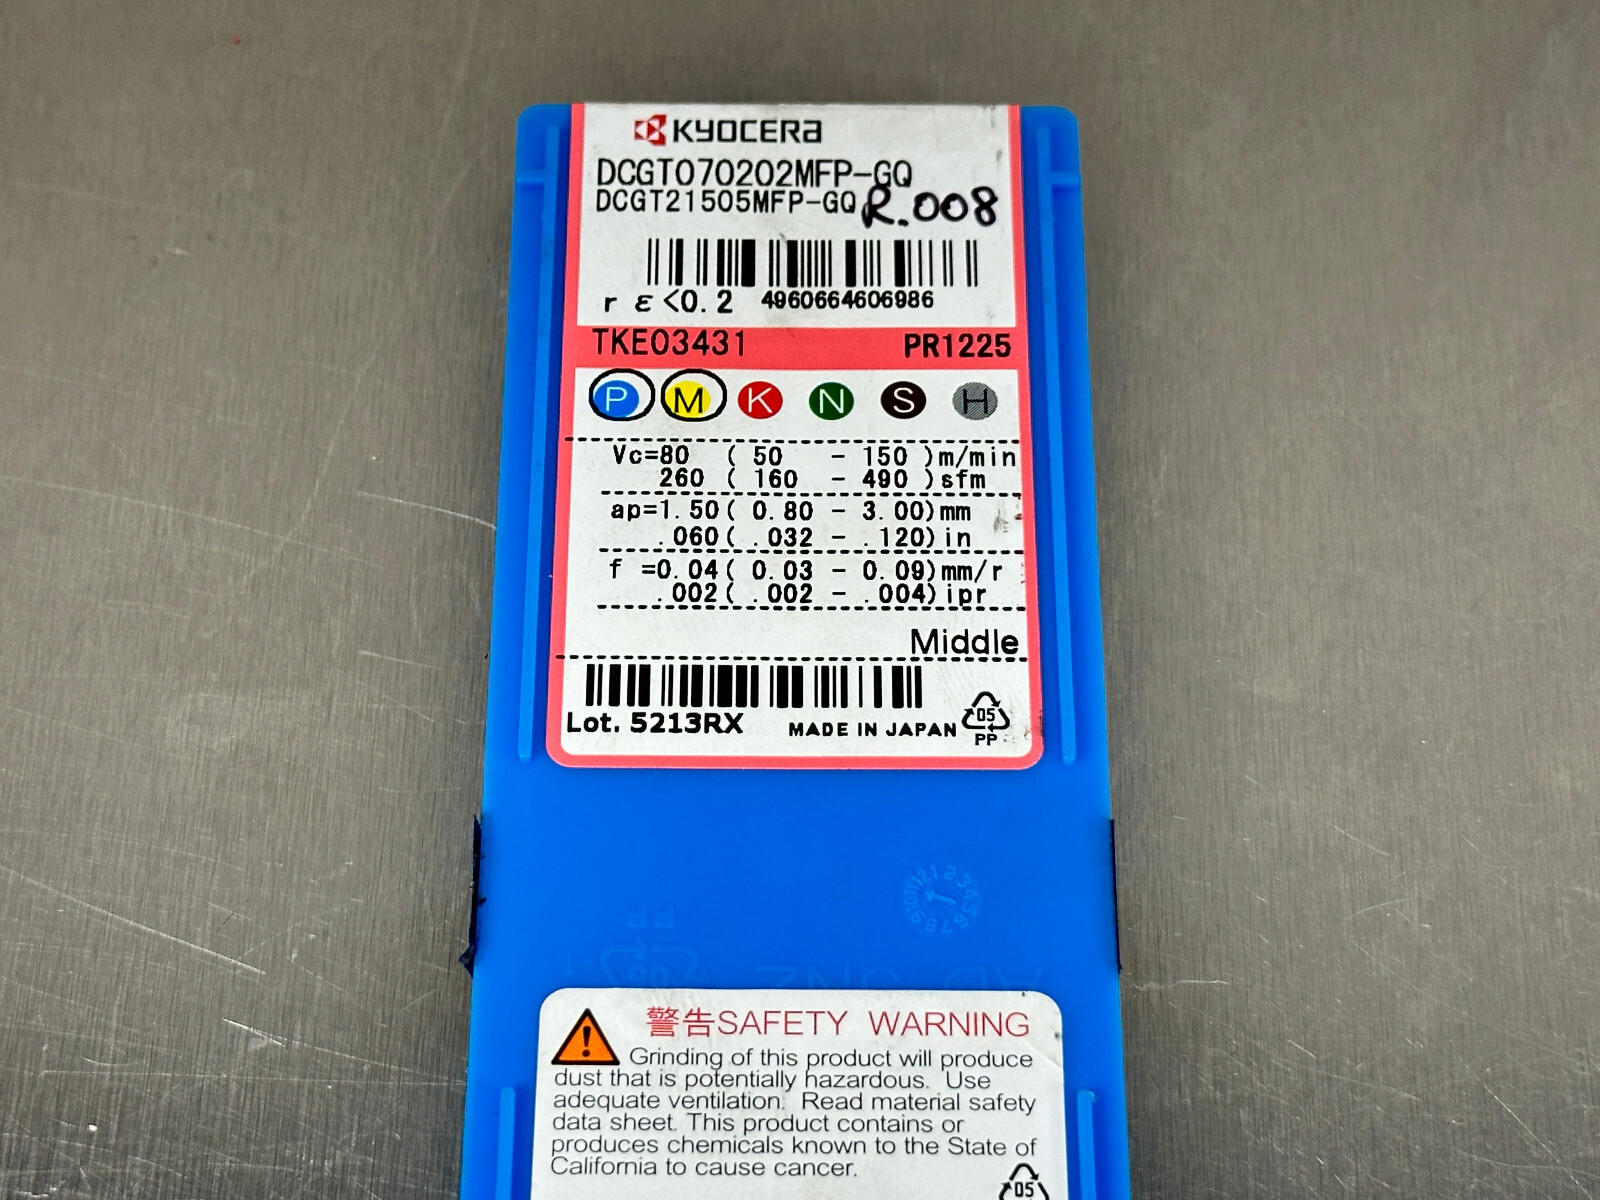 KYOCERA
DCGT070202MFP-GQ
DCGT21505MFP-GQ R.008
r ε<0.2 4960664606986
TKE03431 PR1225
P M K N S H
Vc=80 ( 50 - 150 )m/min
260 ( 160 - 490 )sfm
ap=1.50( 0.80 - 3.00)mm
.060( .032 - .120)in
f =0.04( 0.03 - 0.09)mm/r
.002( .002 - .004)ipr
Middle
Lot. 5213RX MADE IN JAPAN 05
PP
警告SAFETY WARNING
Grinding of this product will produce
dust that is potentially hazardous. Use
adequate ventilation. Read material safety
data sheet. This product contains or
produces chemicals known to the State of
California to cause cancer.
05